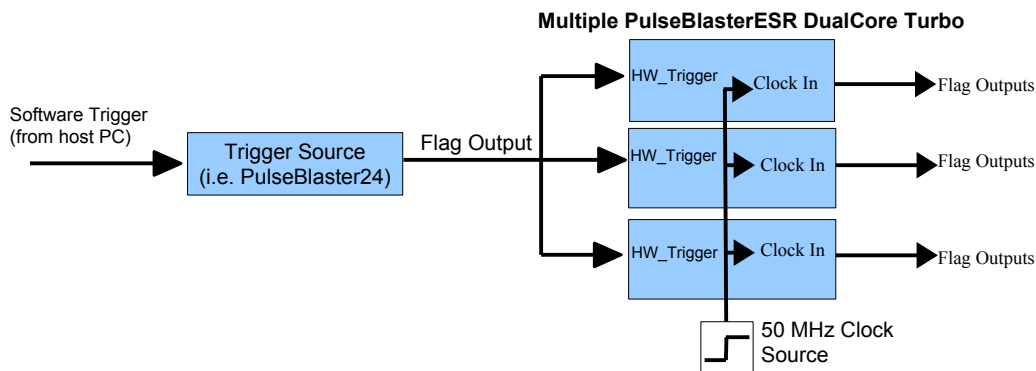 Multiple PulseBlasterESR DualCore Turbo
Software Trigger
(from host PC)
Trigger Source
(i.e. PulseBlaster24)
Flag Output
HW_Trigger
Clock In
Flag Outputs
HW_Trigger
Clock In
Flag Outputs
HW_Trigger
Clock In
Flag Outputs
50 MHz Clock
Source